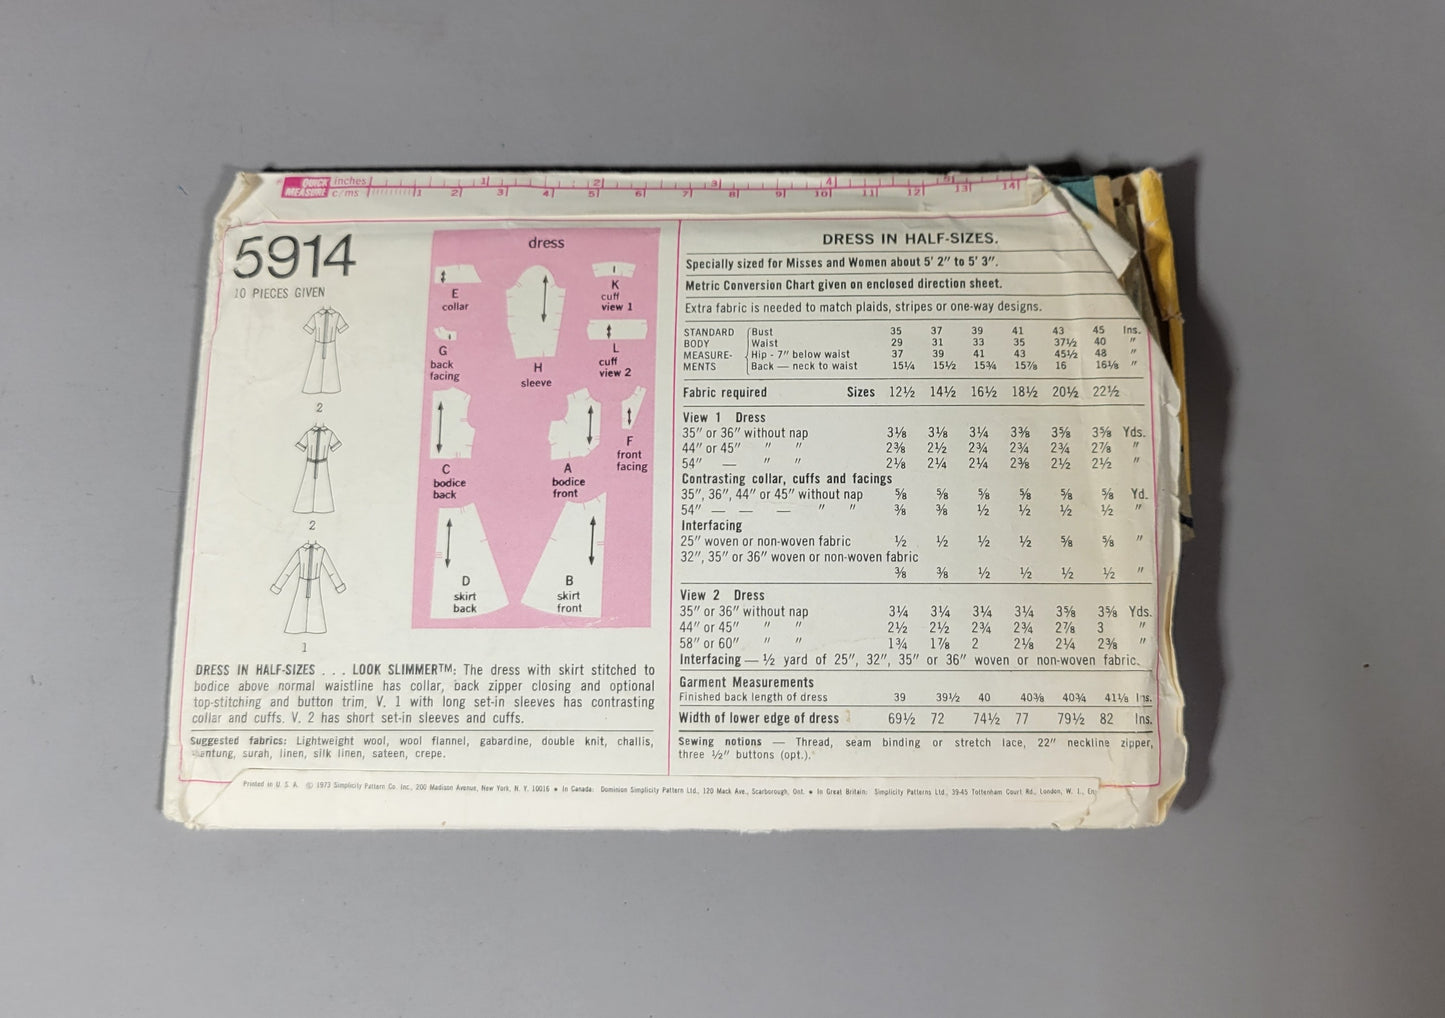 QUICK MEASURE inches 1 2 3 4 5
c/ms 1 2 3 4 5 6 7 8 9 10 11 12 13 14
5914
10 PIECES GIVEN
2
2
1
dress
E
collar
K
cuff
view 1
G
back
facing
H
sleeve
L
cuff
view 2
C
bodice
back
A
bodice
front
F
front
facing
D
skirt
back
B
skirt
front
DRESS IN HALF-SIZES . . . LOOK SLIMMER™: The dress with skirt stitched to
bodice above normal waistline has collar, back zipper closing and optional
top-stitching and button trim. V. 1 with long set-in sleeves has contrasting
collar and cuffs. V. 2 has short set-in sleeves and cuffs.
Suggested fabrics: Lightweight wool, wool flannel, gabardine, double knit, challis,
shantung, surah, linen, silk linen, sateen, crepe.
DRESS IN HALF-SIZES.
Specially sized for Misses and Women about 5' 2" to 5' 3".
Metric Conversion Chart given on enclosed direction sheet.
Extra fabric is needed to match plaids, stripes or one-way designs.
STANDARD Bust 35 37 39 41 43 45 Ins.
BODY Waist 29 31 33 35 37½ 40 "
MEASURE- Hip - 7" below waist 37 39 41 43 45½ 48 "
MENTS Back — neck to waist 15¼ 15½ 15¾ 15⅞ 16 16⅛ "
Fabric required Sizes 12½ 14½ 16½ 18½ 20½ 22½
View 1 Dress
35" or 36" without nap 3⅛ 3⅛ 3¼ 3⅜ 3⅝ 3⅝ Yds.
44" or 45" " " 2⅜ 2½ 2¾ 2¾ 2¾ 2⅞ "
54" — " " 2⅛ 2¼ 2¼ 2⅜ 2½ 2½ "
Contrasting collar, cuffs and facings
35", 36", 44" or 45" without nap ⅝ ⅝ ⅝ ⅝ ⅝ ⅝ Yd.
54" — — — " " ⅜ ⅜ ½ ½ ½ ½ "
Interfacing
25" woven or non-woven fabric ½ ½ ½ ½ ⅝ ⅝ "
32", 35" or 36" woven or non-woven fabric
⅜ ⅜ ½ ½ ½ ½ "
View 2 Dress
35" or 36" without nap 3¼ 3¼ 3¼ 3¼ 3⅝ 3⅝ Yds.
44" or 45" " " 2½ 2½ 2¾ 2¾ 2⅞ 3 "
58" or 60" " " 1¾ 1⅞ 2 2⅛ 2¼ 2⅜ "
Interfacing — ½ yard of 25", 32", 35" or 36" woven or non-woven fabric.
Garment Measurements
Finished back length of dress 39 39½ 40 40⅜ 40¾ 41⅛ Ins.
Width of lower edge of dress 69½ 72 74½ 77 79½ 82 Ins.
Sewing notions — Thread, seam binding or stretch lace, 22" neckline zipper,
three ½" buttons (opt.).
Printed in U. S. A. © 1973 Simplicity Pattern Co. Inc., 200 Madison Avenue, New York, N. Y. 10016 • In Canada: Dominion Simplicity Pattern Ltd., 120 Mack Ave., Scarborough, Ont. • In Great Britain: Simplicity Patterns Ltd., 39-45 Tottenham Court Rd., London, W. 1., En